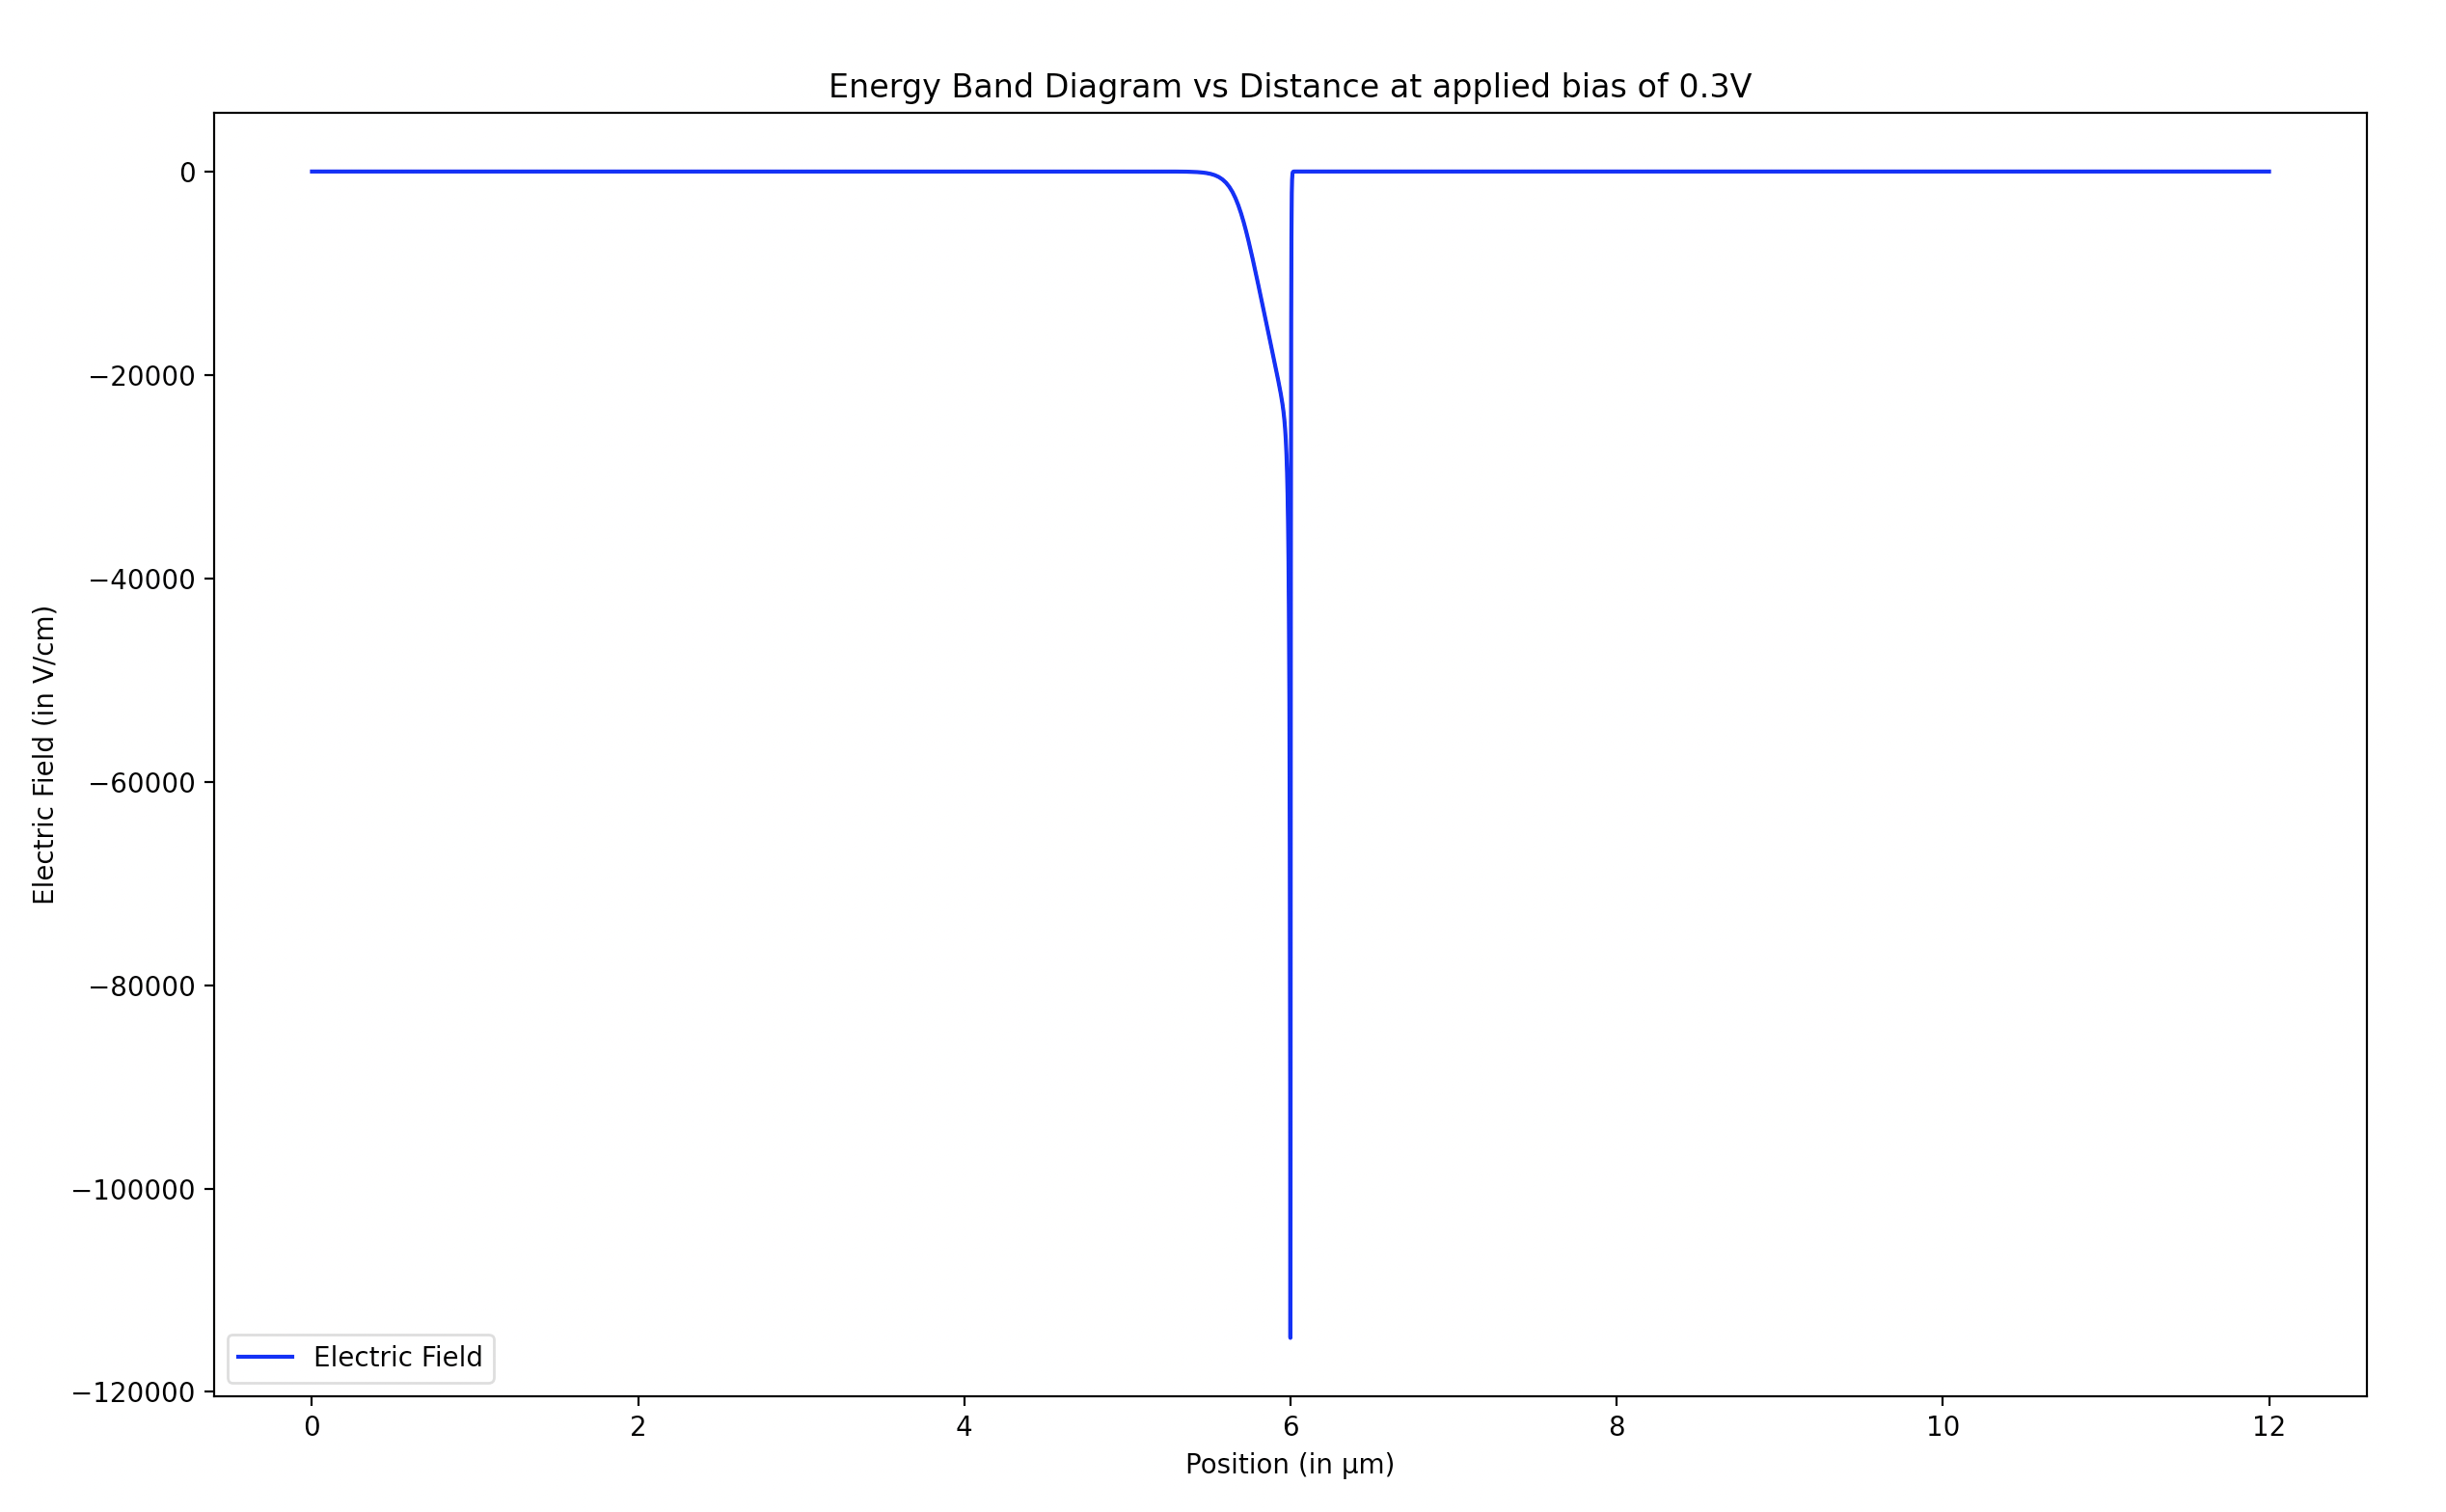 Energy Band Diagram vs Distance at applied bias of 0.3V
Electric Field (in V/cm)
0
−20000
−40000
−60000
−80000
−100000
−120000
Electric Field
0 2 4 6 8 10 12
Position (in μm)